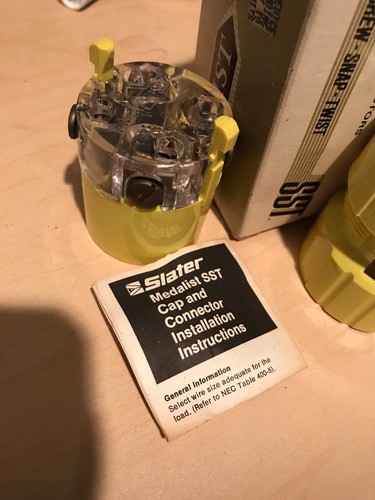 SCREW - SNAP - TWIST
SST
Slater
Medalist SST
Cap and
Connector
Installation
Instructions
General Information
Select wire size adequate for the
load. (Refer to NEC Table 400-5).